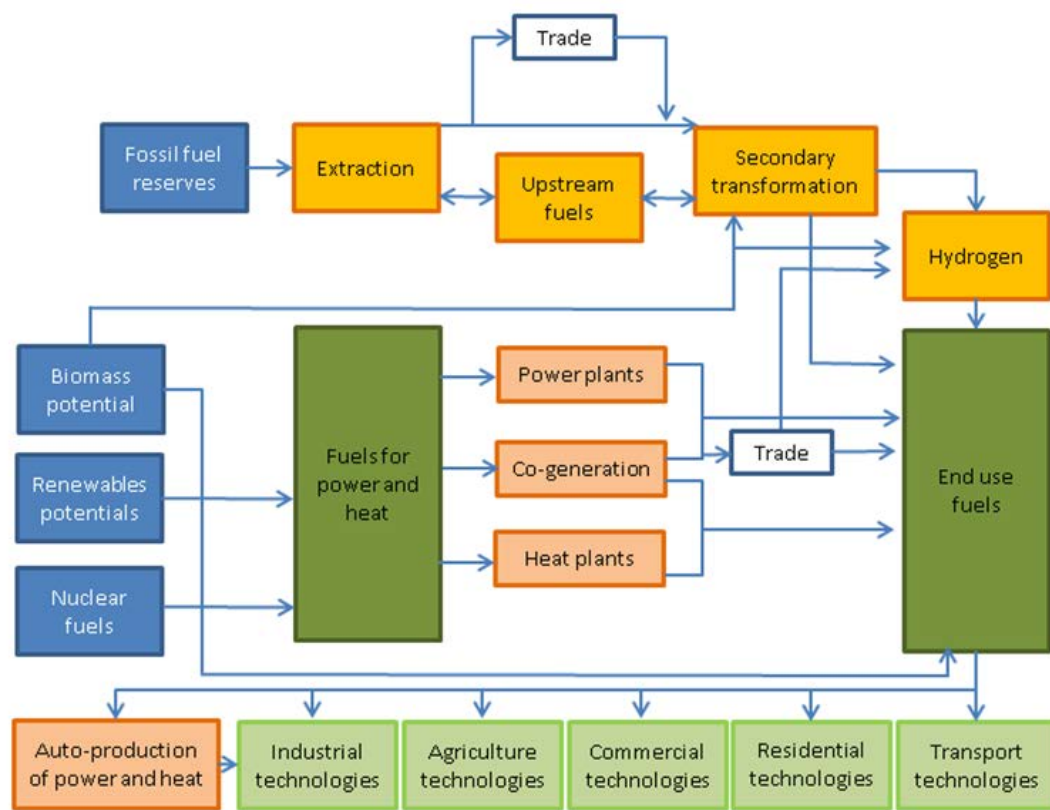 Trade
Fossil fuel
reserves
Extraction
Upstream
fuels
Secondary
transformation
Hydrogen
Biomass
potential
Renewables
potentials
Nuclear
fuels
Fuels for
power and
heat
Power plants
Co-generation
Heat plants
Trade
End use
fuels
Auto-production
of power and heat
Industrial
technologies
Agriculture
technologies
Commercial
technologies
Residential
technologies
Transport
technologies